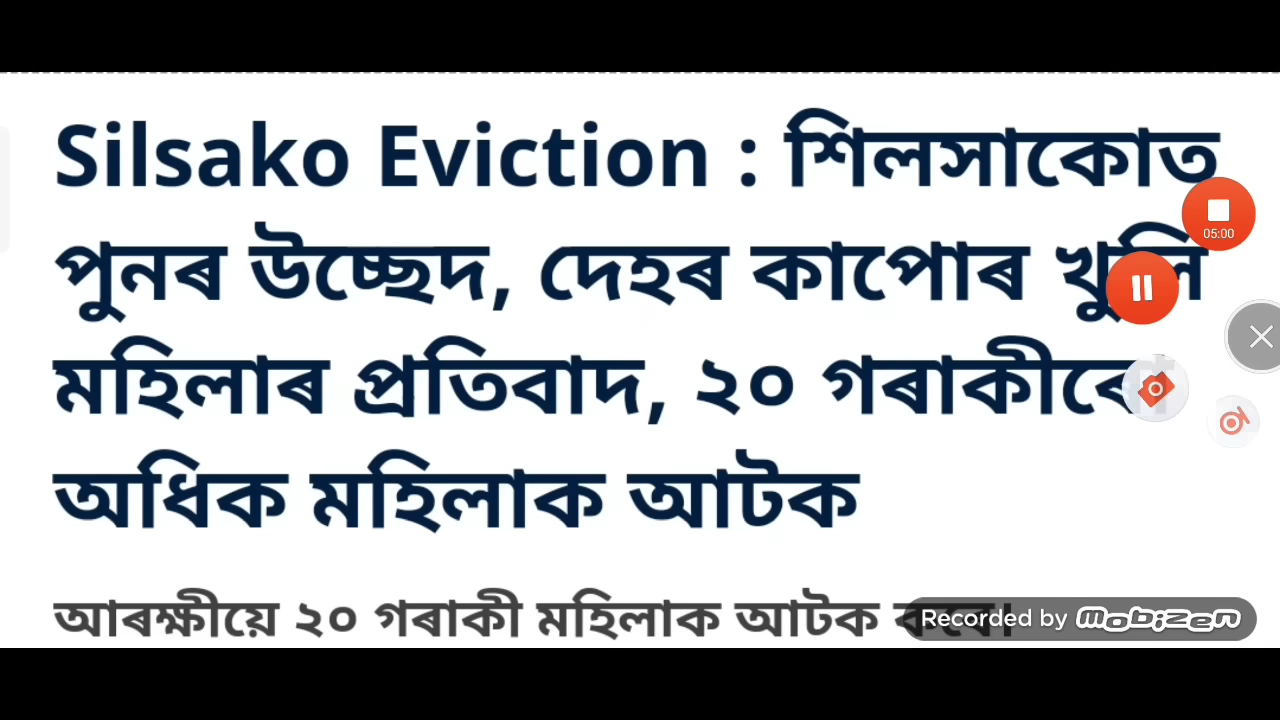 Silsako Eviction : শিলসাকোত
পুনৰ উচ্ছেদ, দেহৰ কাপোৰ খুলি
মহিলাৰ প্ৰতিবাদ, ২০ গৰাকীৰো
অধিক মহিলাক আটক
আৰক্ষীয়ে ২০ গৰাকী মহিলাক আটক
05:00
Recorded by mobizen